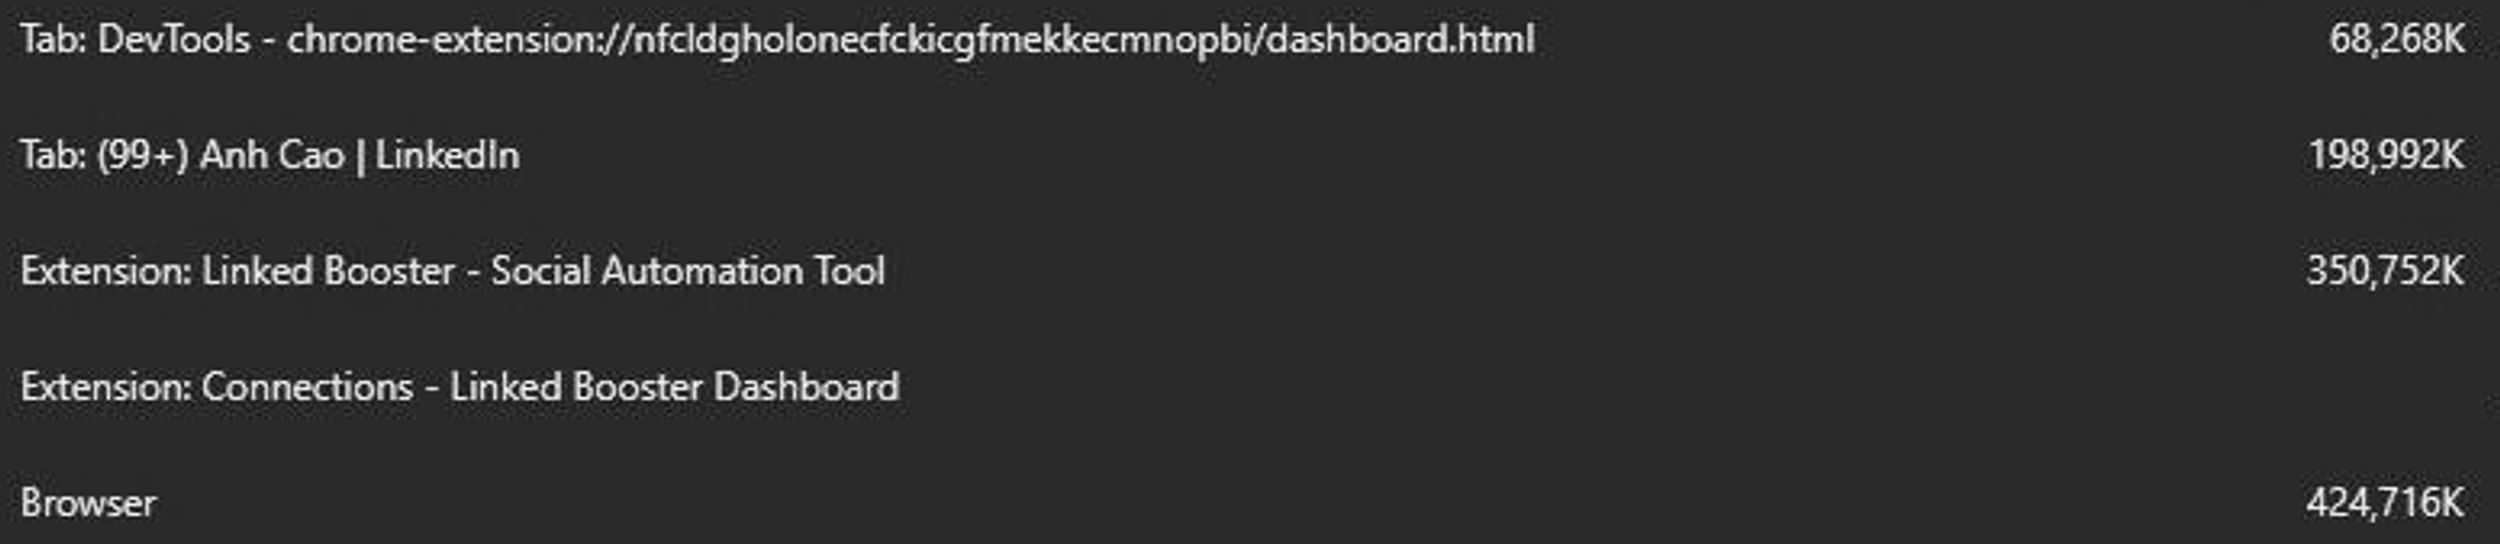 Tab: DevTools - chrome-extension://nfcldgholonecfckicgfmekkecmnopbi/dashboard.html 68,268K
Tab: (99+) Anh Cao | LinkedIn 198,992K
Extension: Linked Booster - Social Automation Tool 350,752K
Extension: Connections - Linked Booster Dashboard
Browser 424,716K